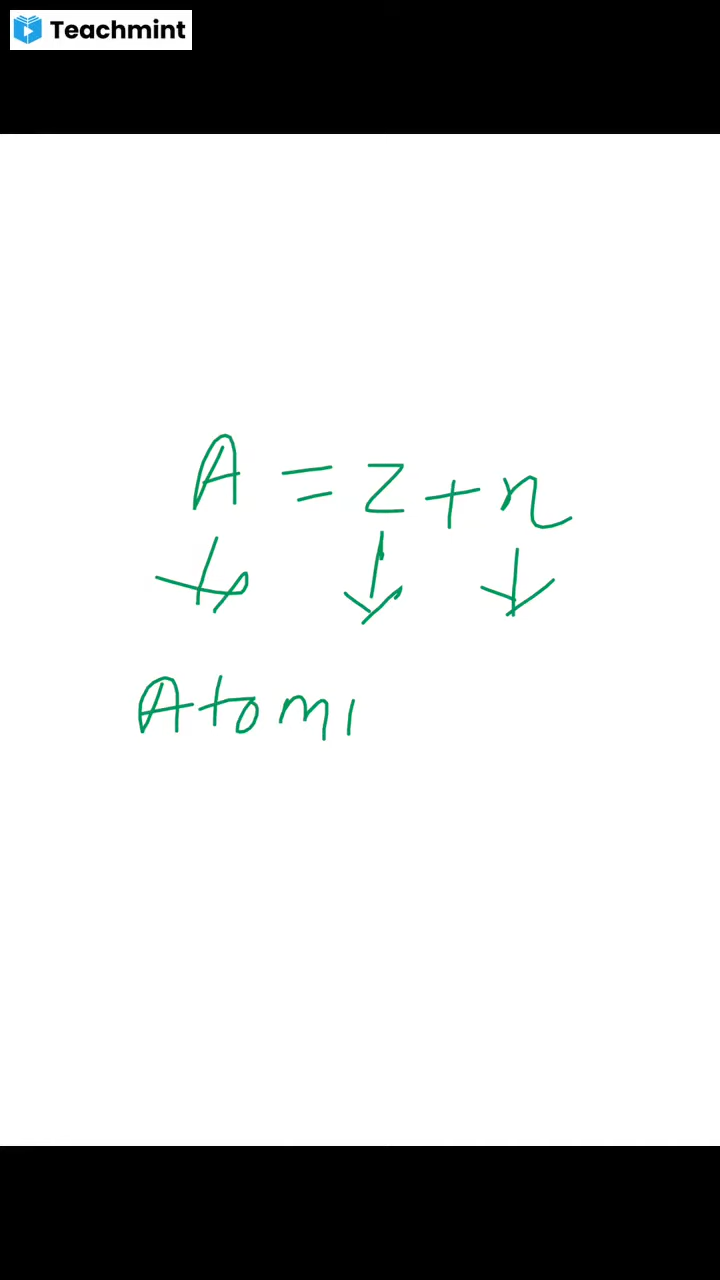 Teachmint
A = Z + n
Atomi